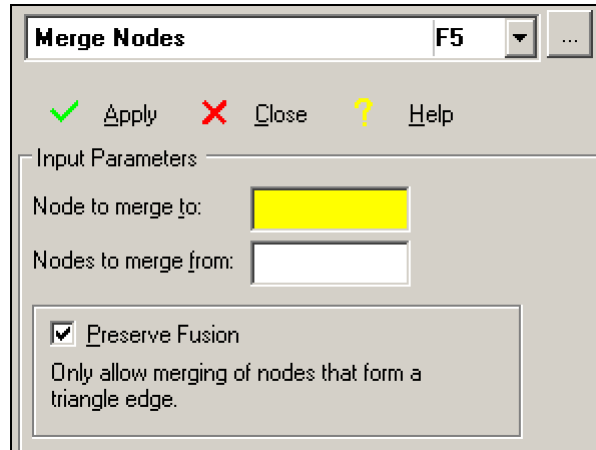 Merge Nodes F5 ...
Apply Close ? Help
Input Parameters
Node to merge to:
Nodes to merge from:
Preserve Fusion
Only allow merging of nodes that form a
triangle edge.